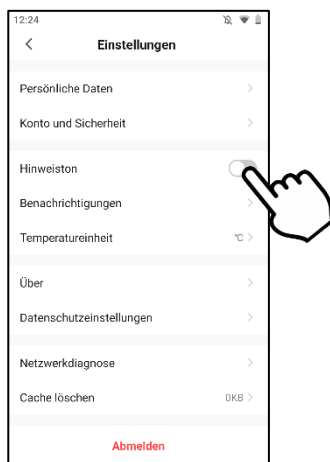 12:24
Einstellungen
Persönliche Daten
Konto und Sicherheit
Hinweiston
Benachrichtigungen
Temperatureinheit °C
Über
Datenschutzeinstellungen
Netzwerkdiagnose
Cache löschen 0KB
Abmelden